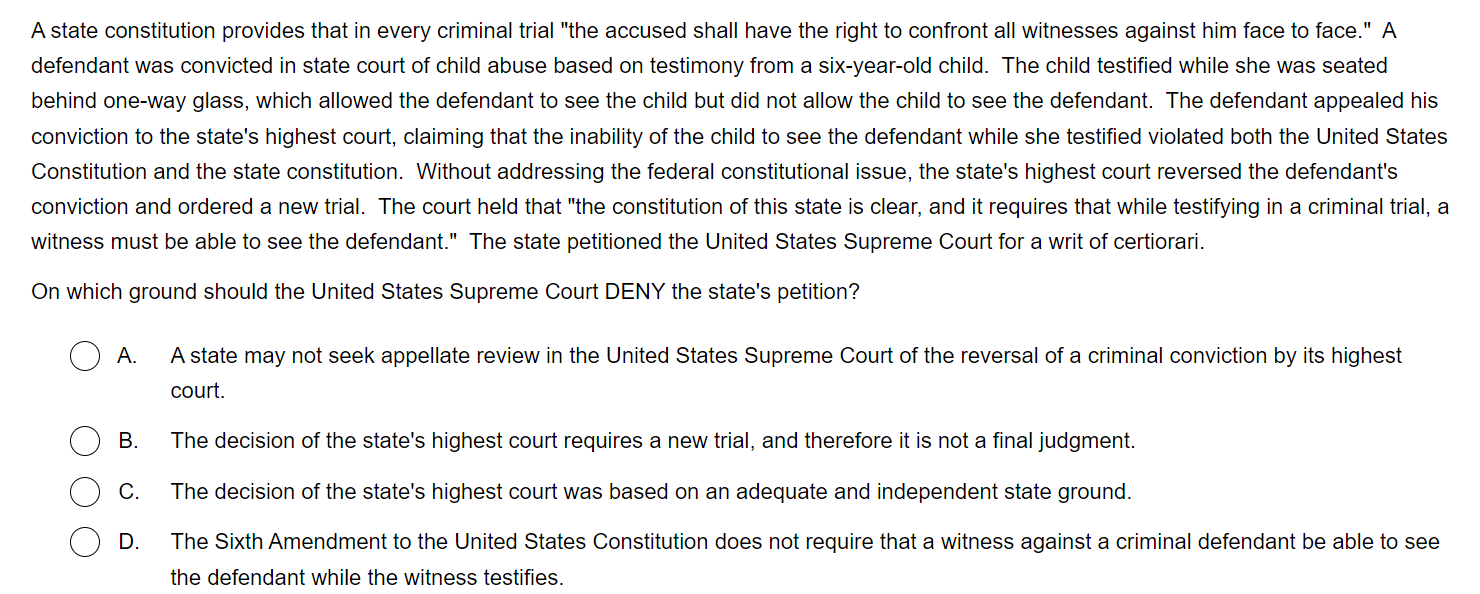 A state constitution provides that in every criminal trial "the accused shall have the right to confront all witnesses against him face to face."  A
defendant was convicted in state court of child abuse based on testimony from a six-year-old child.  The child testified while she was seated
behind one-way glass, which allowed the defendant to see the child but did not allow the child to see the defendant.  The defendant appealed his
conviction to the state's highest court, claiming that the inability of the child to see the defendant while she testified violated both the United States
Constitution and the state constitution.  Without addressing the federal constitutional issue, the state's highest court reversed the defendant's
conviction and ordered a new trial.  The court held that "the constitution of this state is clear, and it requires that while testifying in a criminal trial, a
witness must be able to see the defendant."  The state petitioned the United States Supreme Court for a writ of certiorari.
On which ground should the United States Supreme Court DENY the state's petition?
A. A state may not seek appellate review in the United States Supreme Court of the reversal of a criminal conviction by its highest
court.
B. The decision of the state's highest court requires a new trial, and therefore it is not a final judgment.
C. The decision of the state's highest court was based on an adequate and independent state ground.
D. The Sixth Amendment to the United States Constitution does not require that a witness against a criminal defendant be able to see
the defendant while the witness testifies.